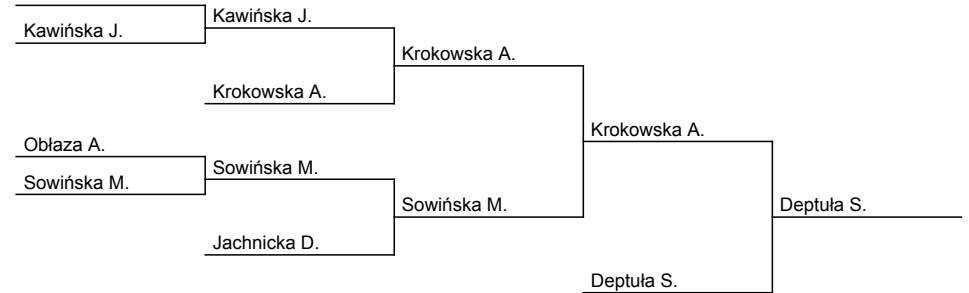 Kawińska J.
Kawińska J.
Krokowska A.
Krokowska A.
Krokowska A.
Obłaza A.
Sowińska M.
Sowińska M.
Sowińska M.
Deptuła S.
Jachnicka D.
Deptuła S.